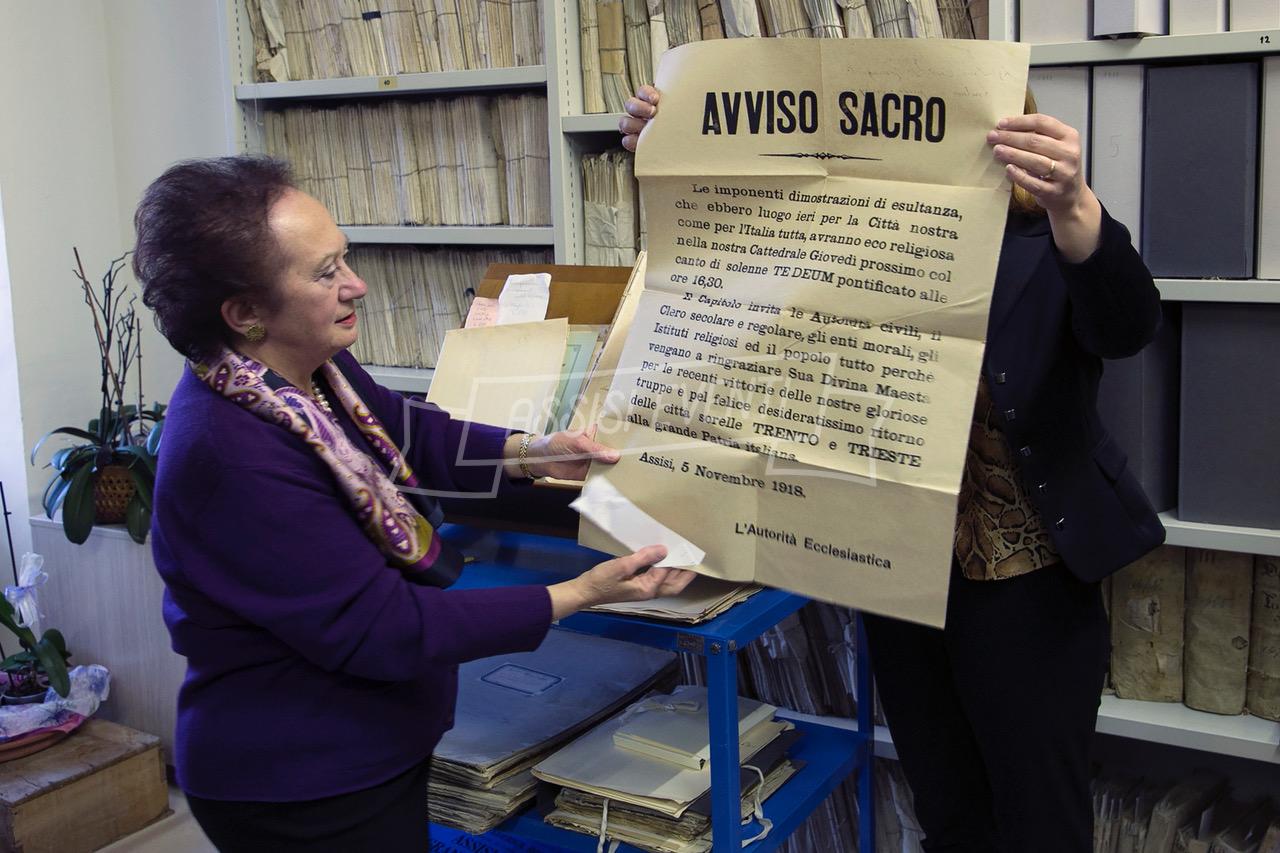 AVVISO SACRO
Le imponenti dimostrazioni di esultanza,
che ebbero luogo ieri per la Città nostra
come per l'Italia tutta, avranno eco religiosa
nella nostra Cattedrale Giovedì prossimo col
canto di solenne TE DEUM pontificato alle
ore 16,30.
Il Capitolo invita le Autorità civili, il
Clero secolare e regolare, gli enti morali, gli
Istituti religiosi ed il popolo tutto perchè
vengano a ringraziare Sua Divina Maestà
per le recenti vittorie delle nostre gloriose
truppe e pel felice desideratissimo ritorno
delle città sorelle TRENTO e TRIESTE
alla grande Patria italiana.
Assisi, 5 Novembre 1918.
L'Autorità Ecclesiastica
40
12
5